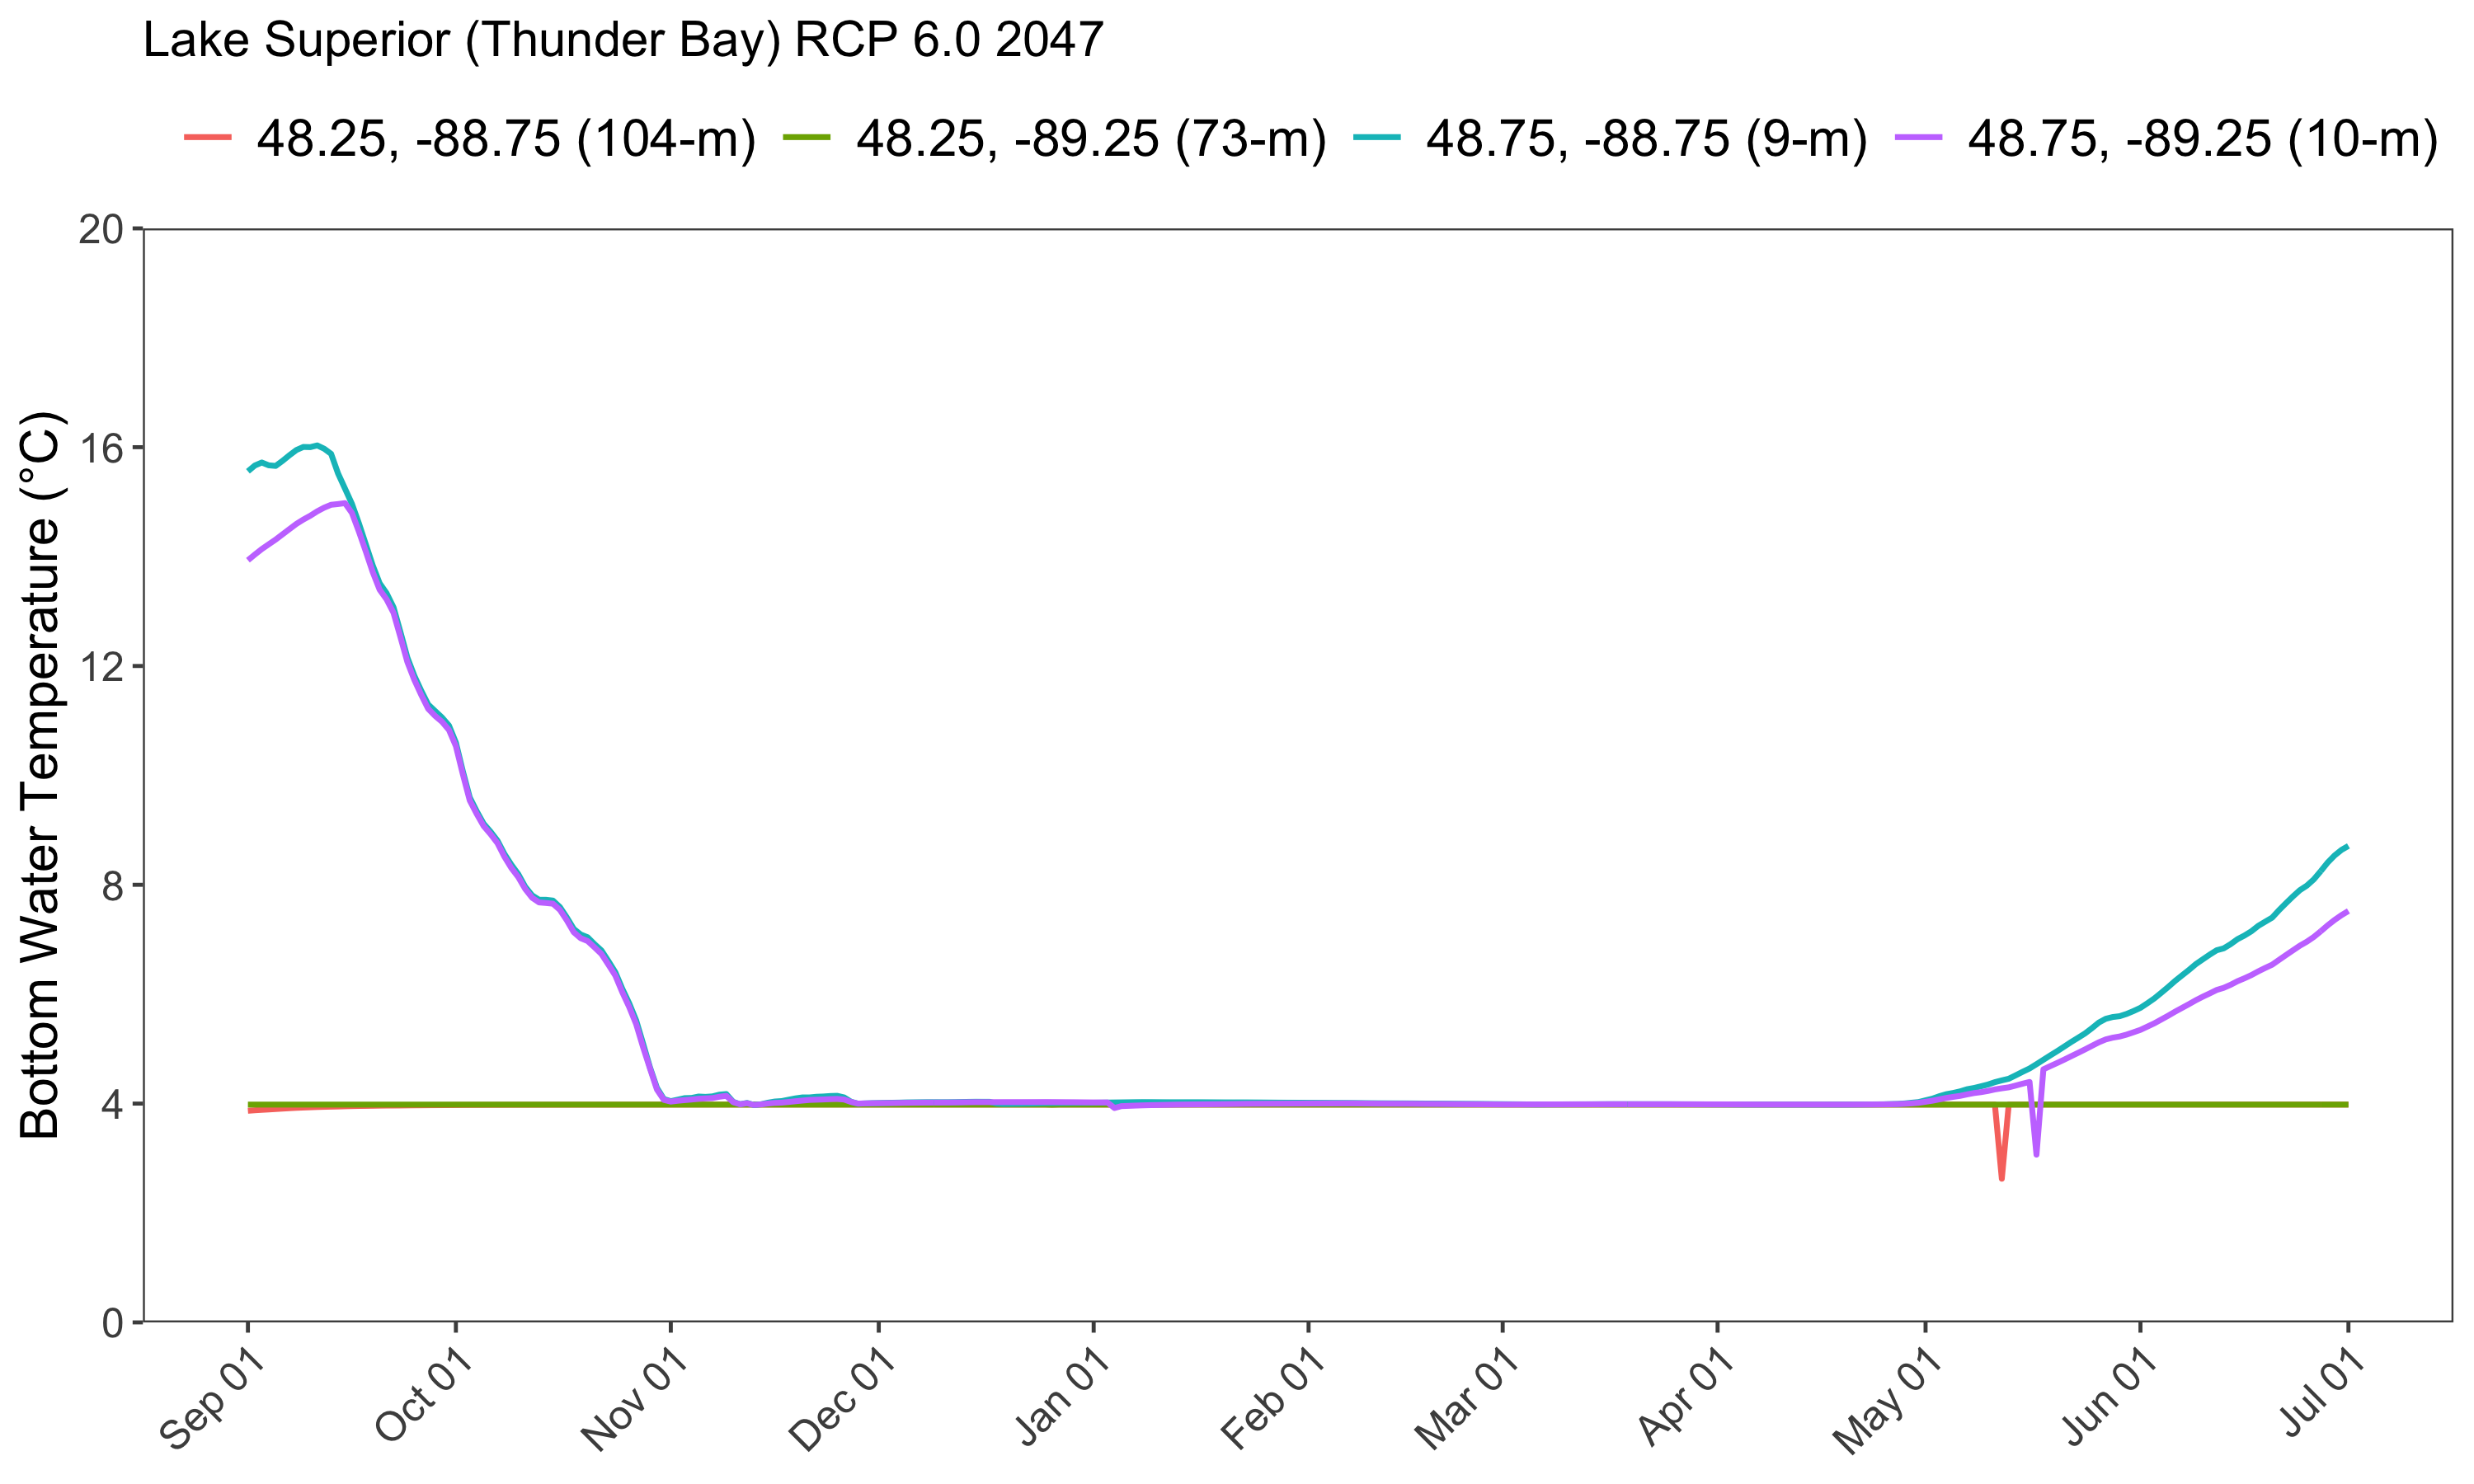 Lake Superior (Thunder Bay) RCP 6.0 2047
48.25, -88.75 (104-m) 48.25, -89.25 (73-m) 48.75, -88.75 (9-m) 48.75, -89.25 (10-m)
Bottom Water Temperature (°C)
20
16
12
8
4
0
Sep 01 Oct 01 Nov 01 Dec 01 Jan 01 Feb 01 Mar 01 Apr 01 May 01 Jun 01 Jul 01